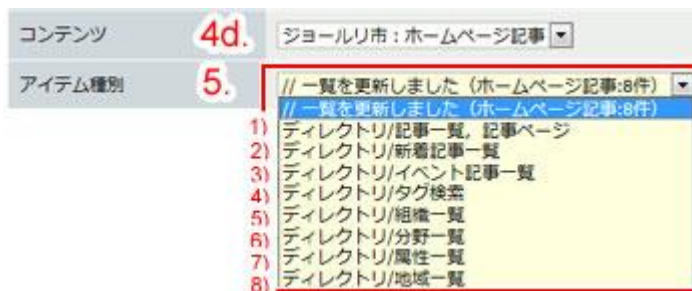 コンテンツ 4d. ジョールリ市：ホームページ記事
アイテム種別 5. // 一覧を更新しました（ホームページ記事:8件）
// 一覧を更新しました（ホームページ記事:8件）
1) ディレクトリ/記事一覧，記事ページ
2) ディレクトリ/新着記事一覧
3) ディレクトリ/イベント記事一覧
4) ディレクトリ/タグ検索
5) ディレクトリ/組織一覧
6) ディレクトリ/分野一覧
7) ディレクトリ/属性一覧
8) ディレクトリ/地域一覧